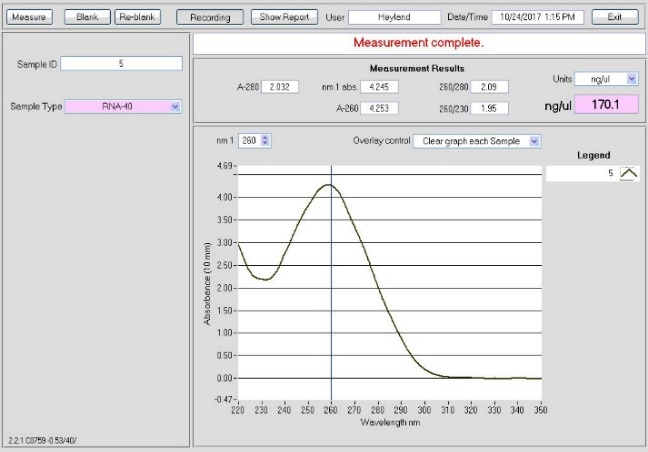 Measure Blank Re-blank Recording Show Report User Heyland Date/Time 10/24/2017 1:15 PM Exit
Measurement complete.
Sample ID 5
Sample Type RNA-40
Measurement Results
A-280 2.032 nm 1 abs. 4.245 260/280 2.09
A-260 4.253 260/230 1.95
Units ng/ul
ng/ul 170.1
nm 1 260 Overlay control Clear graph each Sample
Legend
5
Absorbance (10 mm)
4.69
4.00
3.50
3.00
2.50
2.00
1.50
1.00
0.50
0.00
-0.47
220 230 240 250 260 270 280 290 300 310 320 330 340 350
Wavelength nm
2.2.1 C0759 -0.53/40/